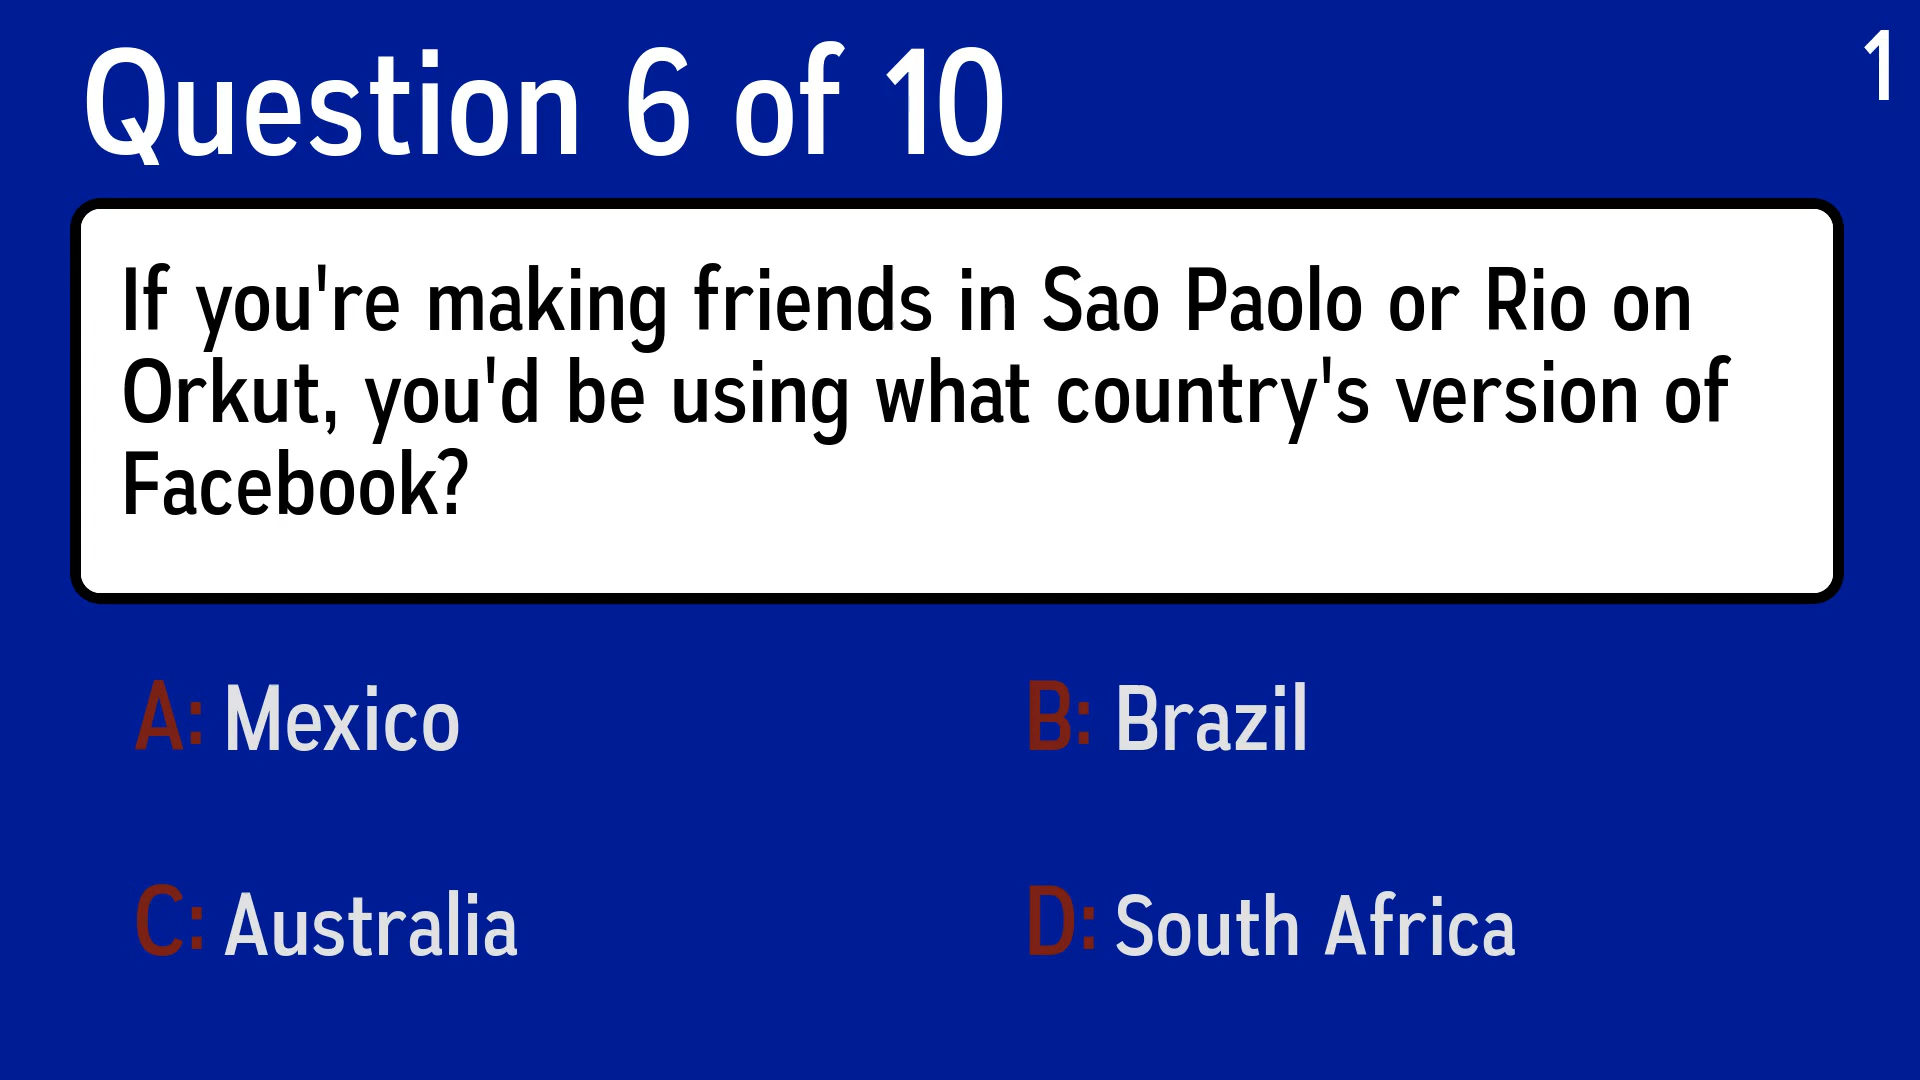 Question 6 of 10
1
If you're making friends in Sao Paolo or Rio on
Orkut, you'd be using what country's version of
Facebook?
A: Mexico
B: Brazil
C: Australia
D: South Africa